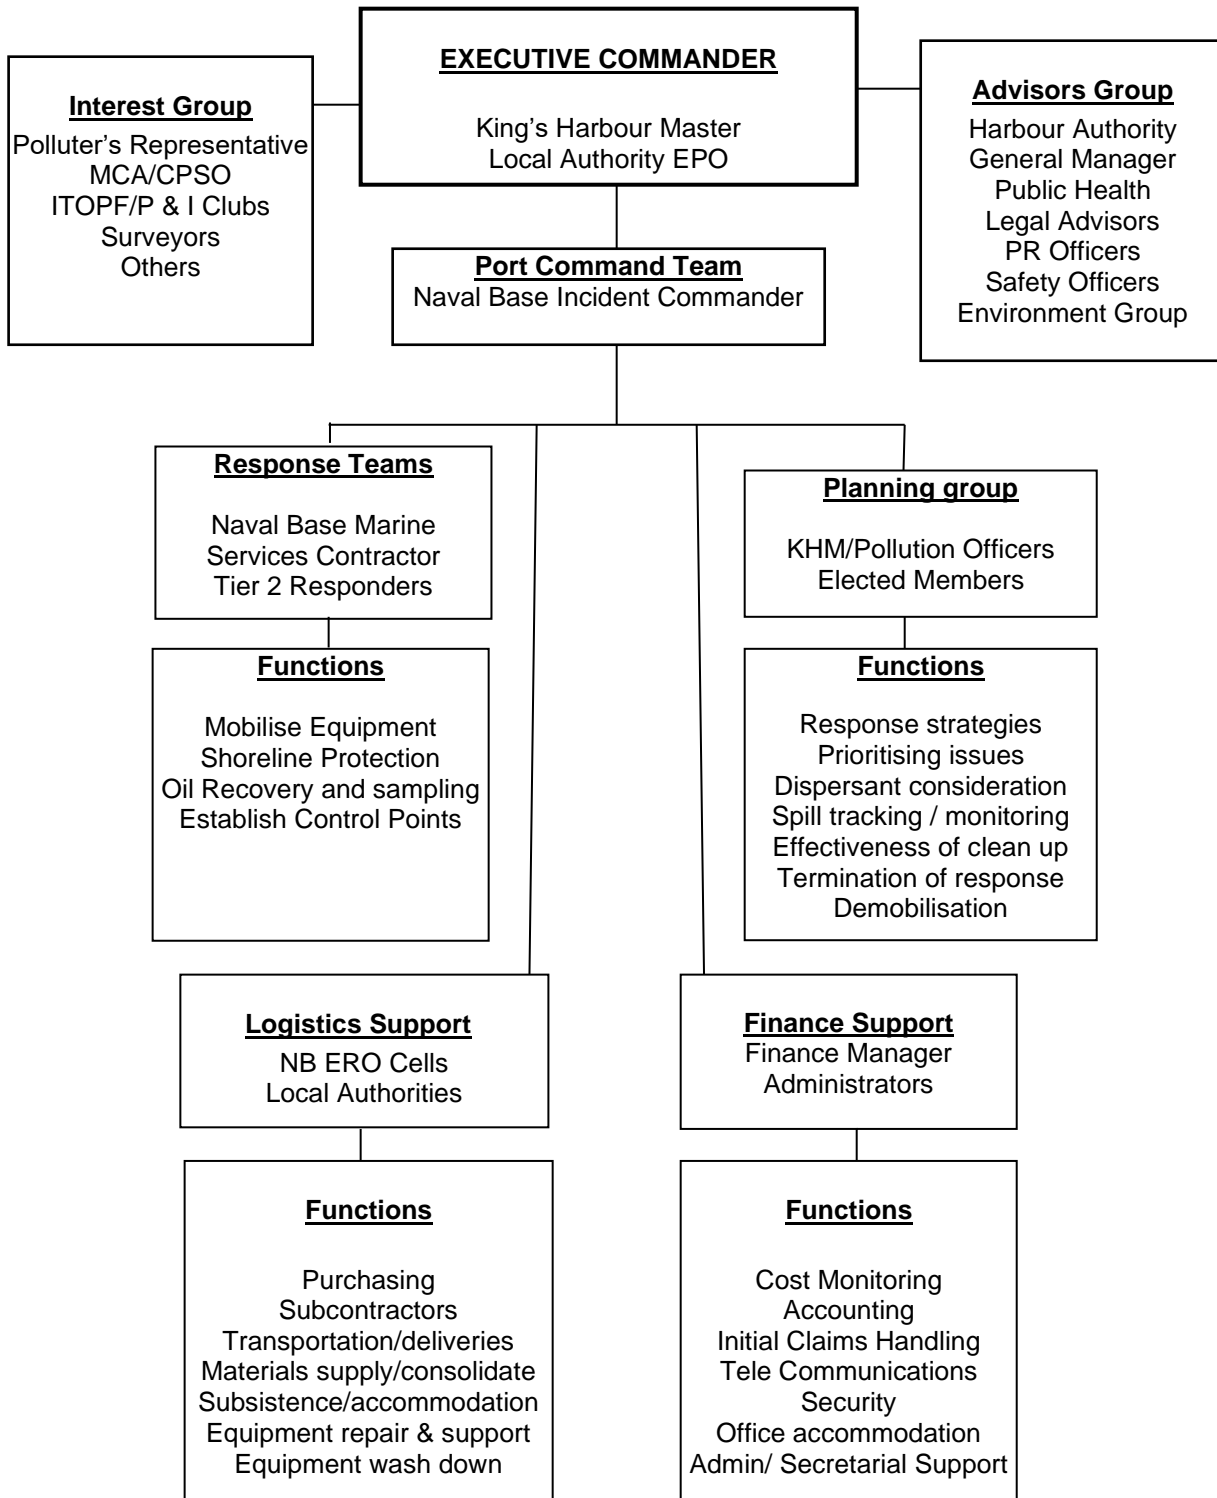 EXECUTIVE COMMANDER
King's Harbour Master
Local Authority EPO
Interest Group
Polluter’s Representative
MCA/CPSO
ITOPF/P & I Clubs
Surveyors
Others
Advisors Group
Harbour Authority
General Manager
Public Health
Legal Advisors
PR Officers
Safety Officers
Environment Group
Port Command Team
Naval Base Incident Commander
Response Teams
Naval Base Marine
Services Contractor
Tier 2 Responders
Functions
Mobilise Equipment
Shoreline Protection
Oil Recovery and sampling
Establish Control Points
Planning group
KHM/Pollution Officers
Elected Members
Functions
Response strategies
Prioritising issues
Dispersant consideration
Spill tracking / monitoring
Effectiveness of clean up
Termination of response
Demobilisation
Logistics Support
NB ERO Cells
Local Authorities
Functions
Purchasing
Subcontractors
Transportation/deliveries
Materials supply/consolidate
Subsistence/accommodation
Equipment repair & support
Equipment wash down
Finance Support
Finance Manager
Administrators
Functions
Cost Monitoring
Accounting
Initial Claims Handling
Tele Communications
Security
Office accommodation
Admin/ Secretarial Support